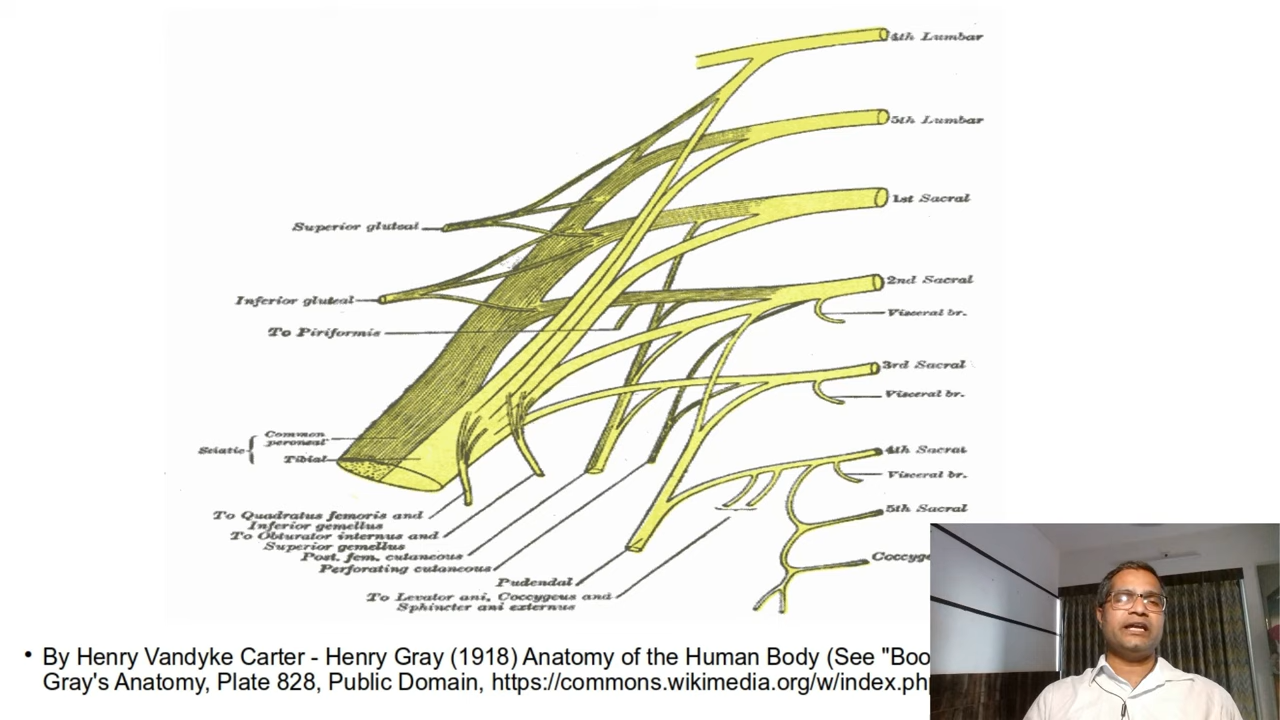 4th Lumbar
5th Lumbar
1st Sacral
Superior gluteal
2nd Sacral
Inferior gluteal
Visceral br.
To Piriformis
3rd Sacral
Visceral br.
Common
peroneal
Sciatic
Tibial
4th Sacral
Visceral br.
5th Sacral
To Quadratus femoris and
Inferior gemellus
To Obturator internus and
Superior gemellus
Post. fem. cutaneous
Perforating cutaneous
Pudendal
To Levator ani, Coccygeus and
Sphincter ani externus
Coccyge
• By Henry Vandyke Carter - Henry Gray (1918) Anatomy of the Human Body (See "Boo
Gray's Anatomy, Plate 828, Public Domain, https://commons.wikimedia.org/w/index.ph